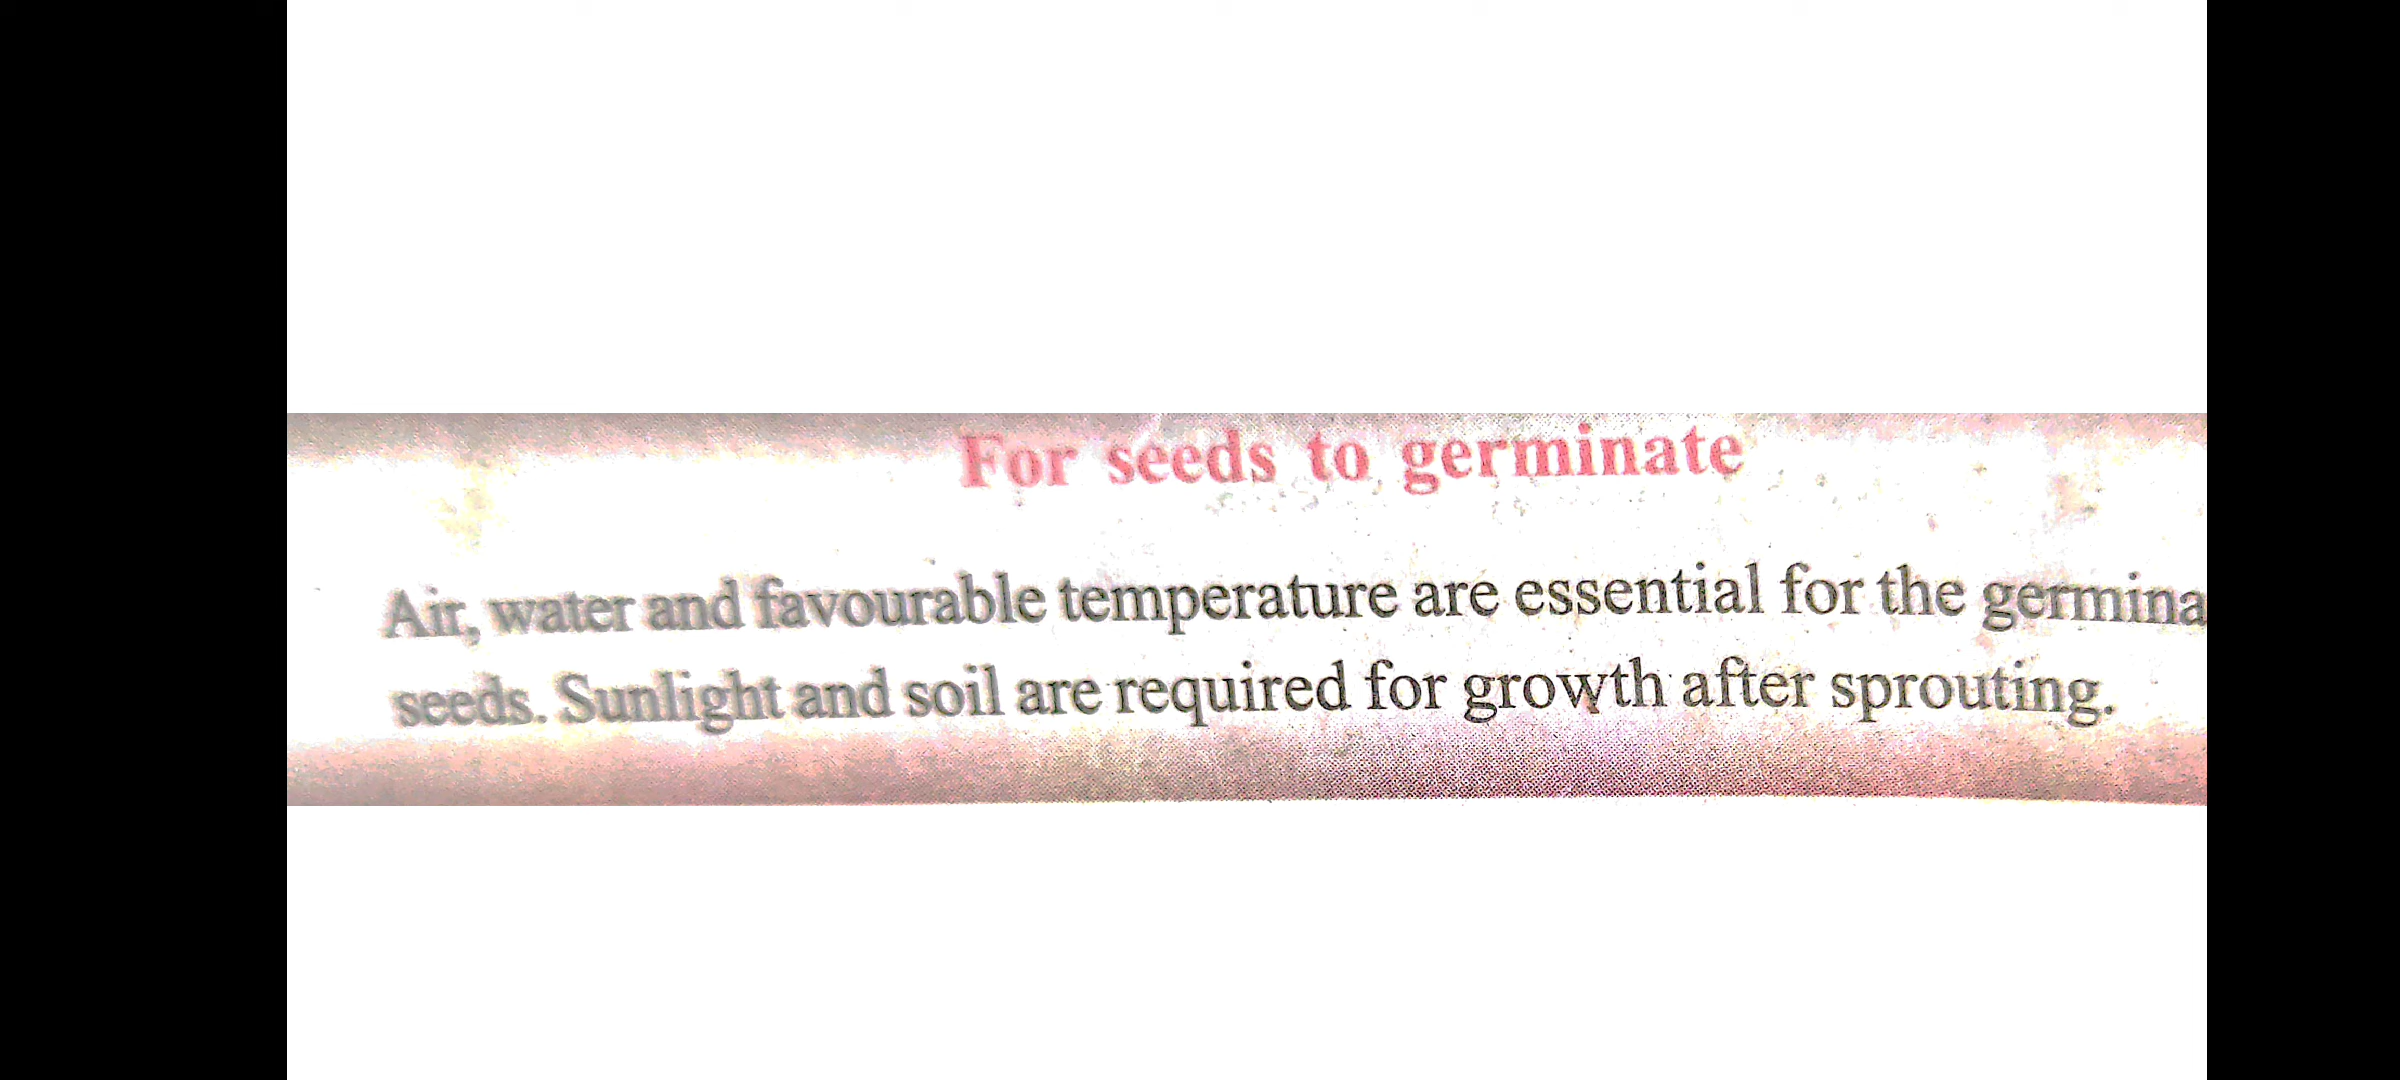 For seeds to germinate
Air, water and favourable temperature are essential for the germina
seeds. Sunlight and soil are required for growth after sprouting.